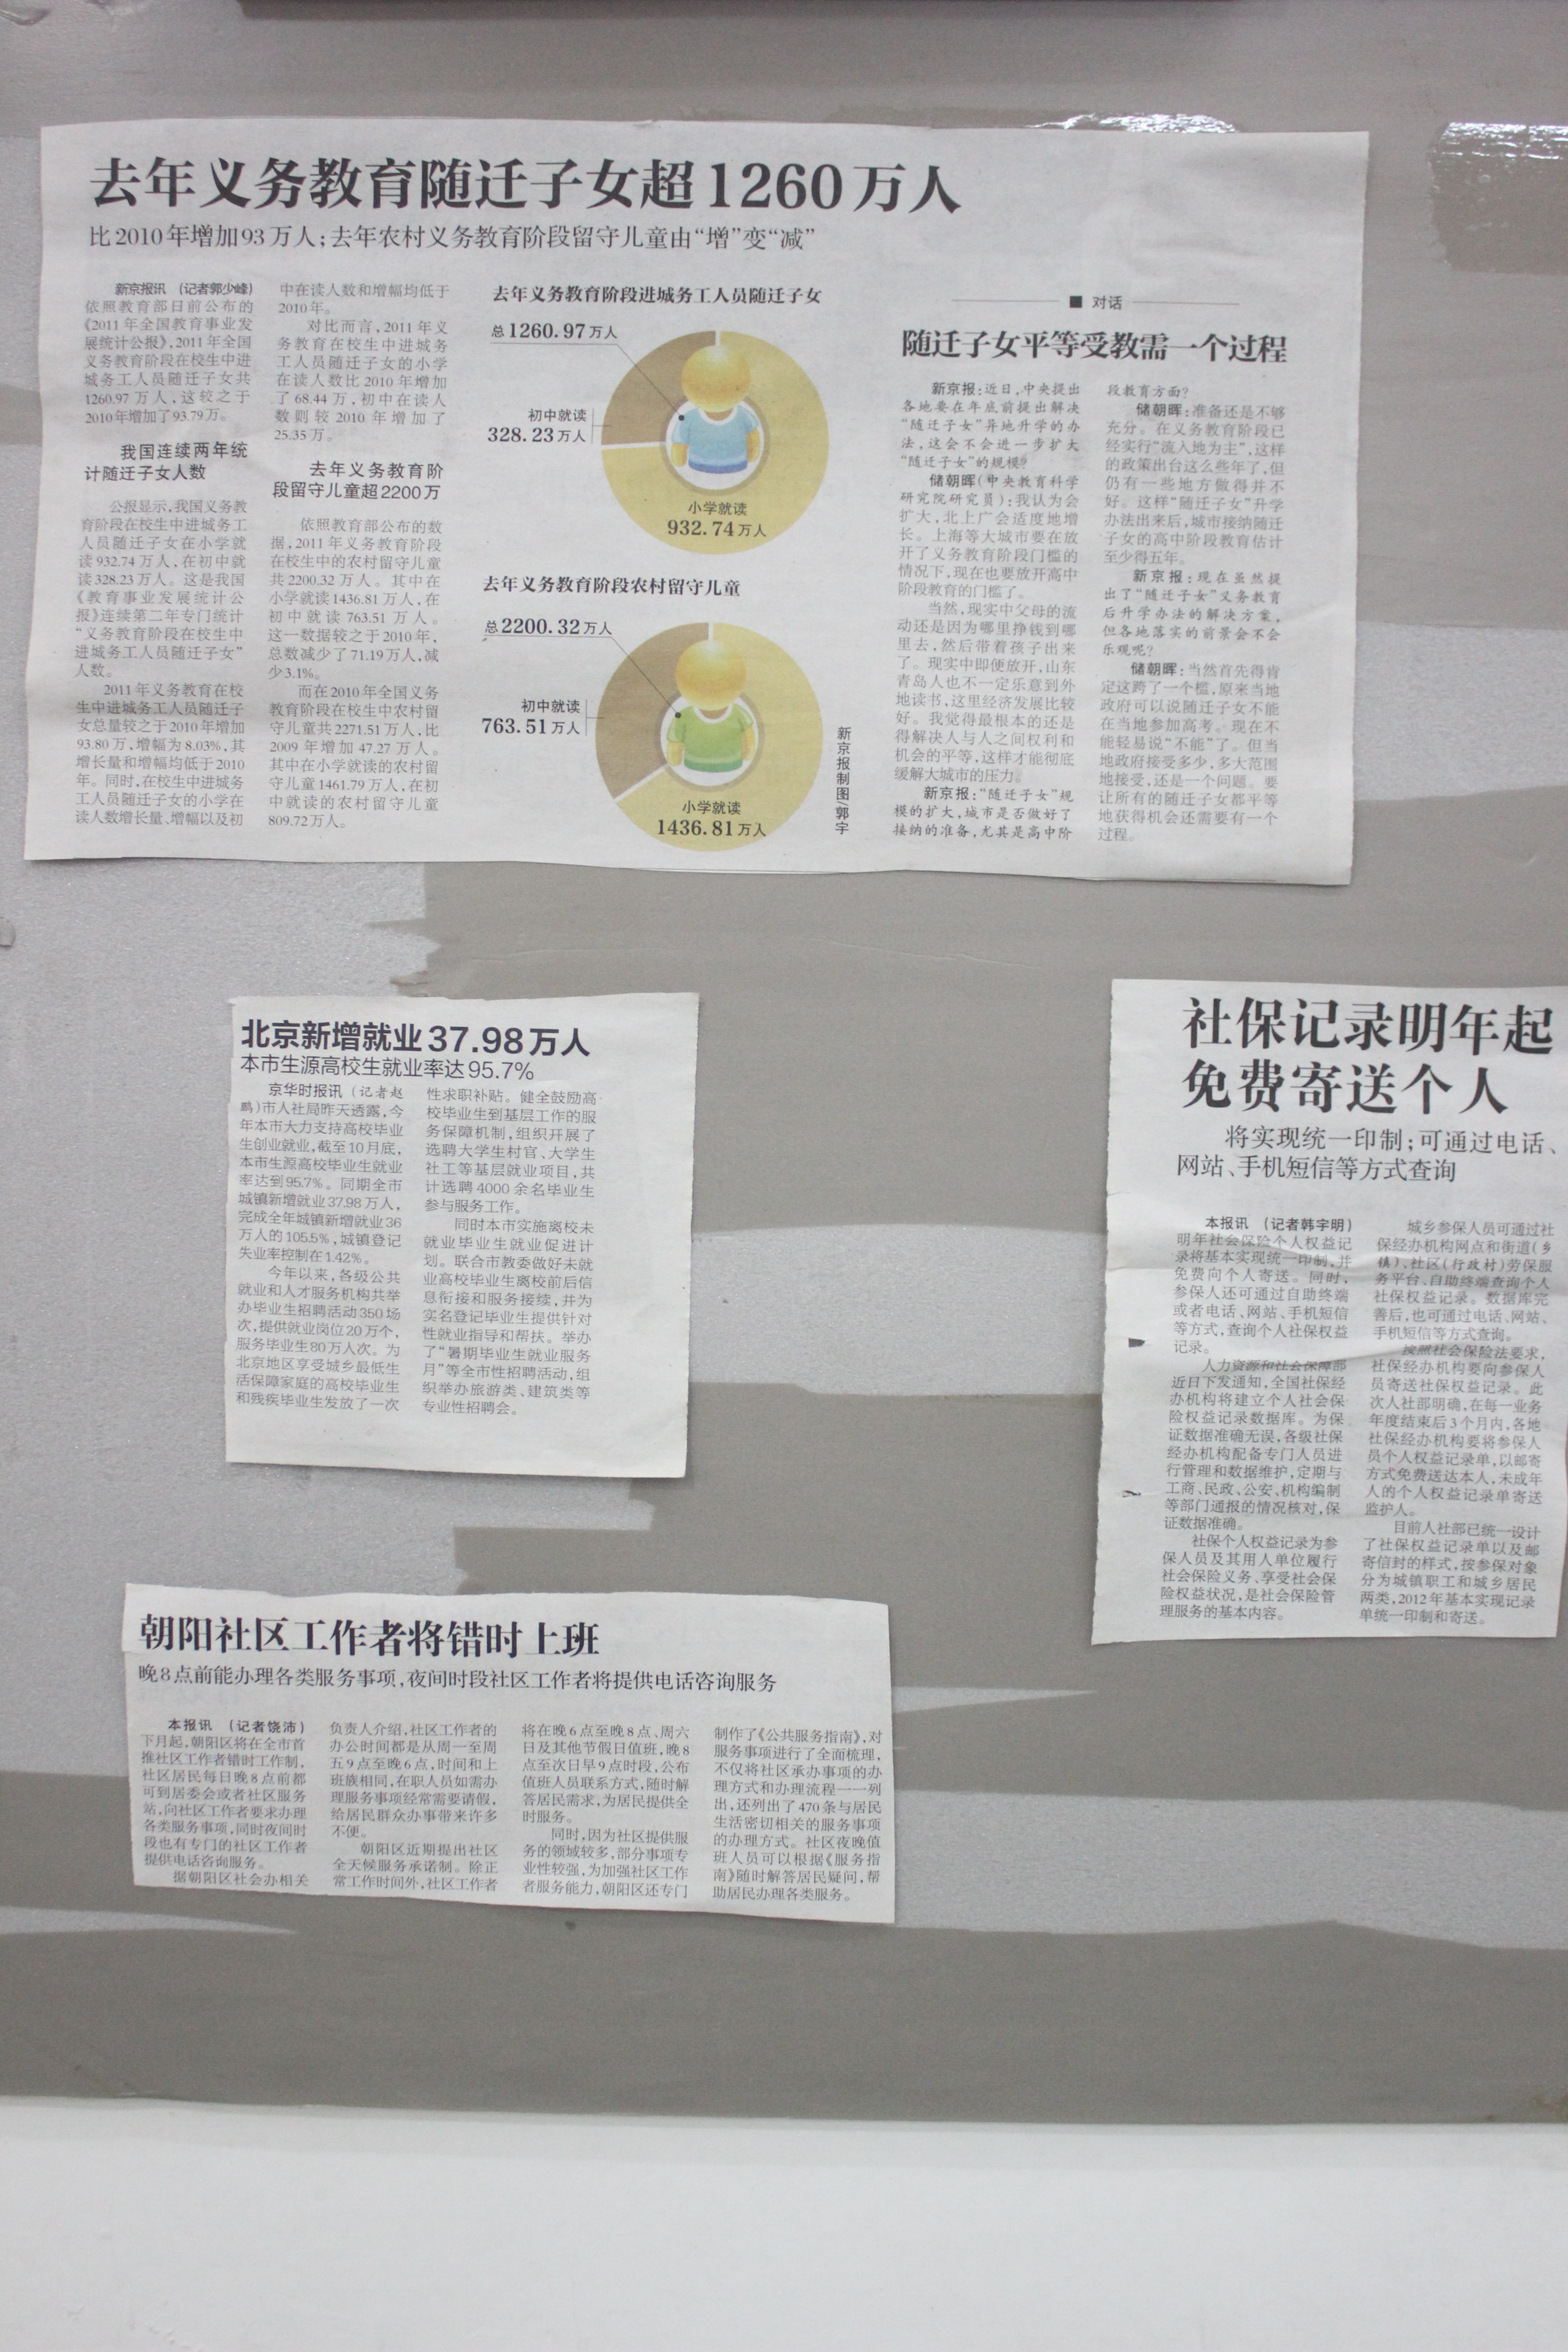 去年义务教育随迁子女超1260万人
比2010年增加93万人;去年农村义务教育阶段留守儿童由“增”变“减”
新京报讯 (记者郭少峰)
依照教育部日前公布的
《2011年全国教育事业发
展统计公报》,2011年全国
义务教育阶段在校生中进
城务工人员随迁子女共
1260.97万人,这较之于
2010年增加了93.79万。
我国连续两年统
计随迁子女人数
公报显示,我国义务教
育阶段在校生中进城务工
人员随迁子女在小学就
读932.74万人,在初中就
读328.23万人。这是我国
《教育事业发展统计公
报》连续第二年专门统计
“义务教育阶段在校生中
进城务工人员随迁子女”
人数。
2011年义务教育在校
生中进城务工人员随迁子
女总量较之于2010年增加
93.80万,增幅为8.03%,其
增长量和增幅均低于2010
年。同时,在校生中进城务
工人员随迁子女的小学在
读人数增长量、增幅以及初
中在读人数和增幅均低于
2010年。
对比而言,2011年义
务教育在校生中进城务
工人员随迁子女的小学
在读人数比2010年增加
了68.44万,初中在读人
数则较2010年增加了
25.35万。
去年义务教育阶
段留守儿童超2200万
依照教育部公布的数
据,2011年义务教育阶段
在校生中的农村留守儿童
共2200.32万人。其中在
小学就读1436.81万人,在
初中就读763.51万人。
这一数据较之于2010年,
总数减少了71.19万人,减
少3.1%。
而在2010年全国义务
教育阶段在校生中农村留
守儿童共2271.51万人,比
2009年增加47.27万人。
其中在小学就读的农村留
守儿童1461.79万人,在初
中就读的农村留守儿童
809.72万人。
去年义务教育阶段进城务工人员随迁子女
总1260.97万人
初中就读
328.23万人
小学就读
932.74万人
去年义务教育阶段农村留守儿童
总2200.32万人
初中就读
763.51万人
小学就读
1436.81万人
新京报制图/郭宇
■ 对话
随迁子女平等受教需一个过程
新京报:近日,中央提出
各地要在年底前提出解决
“随迁子女”异地升学的办
法,这会不会进一步扩大
“随迁子女”的规模?
储朝晖(中央教育科学
研究院研究员):我认为会
扩大,北上广会适度地增
长。上海等大城市要在放
开了义务教育阶段门槛的
情况下,现在也要放开高中
阶段教育的门槛了。
当然,现实中父母的流
动还是因为哪里挣钱到哪
里去,然后带着孩子出来
了。现实中即便放开,山东
青岛人也不一定乐意到外
地读书,这里经济发展比较
好。我觉得最根本的还是
得解决人与人之间权利和
机会的平等,这样才能彻底
缓解大城市的压力。
新京报:“随迁子女”规
模的扩大,城市是否做好了
接纳的准备,尤其是高中阶
段教育方面?
储朝晖:准备还是不够
充分。在义务教育阶段已
经实行“流入地为主”,这样
的政策出台这么些年了,但
仍有一些地方做得并不
好。这样“随迁子女”升学
办法出来后,城市接纳随迁
子女的高中阶段教育估计
至少得五年。
新京报:现在虽然提
出了“随迁子女”义务教育
后升学办法的解决方案,
但各地落实的前景会不会
乐观呢?
储朝晖:当然首先得肯
定这跨了一个槛,原来当地
政府可以说随迁子女不能
在当地参加高考。现在不
能轻易说“不能”了。但当
地政府接受多少,多大范围
地接受,还是一个问题。要
让所有的随迁子女都平等
地获得机会还需要有一个
过程。
北京新增就业37.98万人
本市生源高校生就业率达95.7%
京华时报讯(记者赵
鹏)市人社局昨天透露,今
年本市大力支持高校毕业
生创业就业,截至10月底,
本市生源高校毕业生就业
率达到95.7%。同期全市
城镇新增就业37.98万人,
完成全年城镇新增就业36
万人的105.5%,城镇登记
失业率控制在1.42%。
今年以来,各级公共
就业和人才服务机构共举
办毕业生招聘活动350场
次,提供就业岗位20万个,
服务毕业生80万人次。为
北京地区享受城乡最低生
活保障家庭的高校毕业生
和残疾毕业生发放了一次
性求职补贴。健全鼓励高
校毕业生到基层工作的服
务保障机制,组织开展了
选聘大学生村官、大学生
社工等基层就业项目,共
计选聘4000余名毕业生
参与服务工作。
同时本市实施离校未
就业毕业生就业促进计
划。联合市教委做好未就
业高校毕业生离校前后信
息衔接和服务接续,并为
实名登记毕业生提供针对
性就业指导和帮扶。举办
了“暑期毕业生就业服务
月”等全市性招聘活动,组
织举办旅游类、建筑类等
专业性招聘会。
社保记录明年起
免费寄送个人
将实现统一印制;可通过电话、
网站、手机短信等方式查询
本报讯 (记者韩宇明)
明年社会保险个人权益记
录将基本实现统一印制,并
免费向个人寄送。同时,
参保人还可通过自助终端
或者电话、网站、手机短信
等方式,查询个人社保权益
记录。
人力资源和社会保障部
近日下发通知,全国社保经
办机构将建立个人社会保
险权益记录数据库。为保
证数据准确无误,各级社保
经办机构配备专门人员进
行管理和数据维护,定期与
工商、民政、公安、机构编制
等部门通报的情况核对,保
证数据准确。
社保个人权益记录为参
保人员及其用人单位履行
社会保险义务、享受社会保
险权益状况,是社会保险管
理服务的基本内容。
城乡参保人员可通过社
保经办机构网点和街道(乡
镇)、社区(行政村)劳保服
务平台、自助终端查询个人
社保权益记录。数据库完
善后,也可通过电话、网站、
手机短信等方式查询。
按照社会保险法要求,
社保经办机构要向参保人
员寄送社保权益记录。此
次人社部明确,在每一业务
年度结束后3个月内,各地
社保经办机构要将参保人
员个人权益记录单,以邮寄
方式免费送达本人,未成年
人的个人权益记录单寄送
监护人。
目前人社部已统一设计
了社保权益记录单以及邮
寄信封的样式,按参保对象
分为城镇职工和城乡居民
两类,2012年基本实现记录
单统一印制和寄送。
朝阳社区工作者将错时上班
晚8点前能办理各类服务事项,夜间时段社区工作者将提供电话咨询服务
本报讯 (记者饶沛)
下月起,朝阳区将在全市首
推社区工作者错时工作制,
社区居民每日晚8点前都
可到居委会或者社区服务
站,向社区工作者要求办理
各类服务事项,同时夜间时
段也有专门的社区工作者
提供电话咨询服务。
据朝阳区社会办相关
负责人介绍,社区工作者的
办公时间都是从周一至周
五9点至晚6点,时间和上
班族相同,在职人员如需办
理服务事项经常需要请假,
给居民群众办事带来许多
不便。
朝阳区近期提出社区
全天候服务承诺制。除正
常工作时间外,社区工作者
将在晚6点至晚8点、周六
日及其他节假日值班,晚8
点至次日早9点时段,公布
值班人员联系方式,随时解
答居民需求,为居民提供全
时服务。
同时,因为社区提供服
务的领域较多,部分事项专
业性较强,为加强社区工作
者服务能力,朝阳区还专门
制作了《公共服务指南》,对
服务事项进行了全面梳理,
不仅将社区承办事项的办
理方式和办理流程一一列
出,还列出了470条与居民
生活密切相关的服务事项
的办理方式。社区夜晚值
班人员可以根据《服务指
南》随时解答居民疑问,帮
助居民办理各类服务。